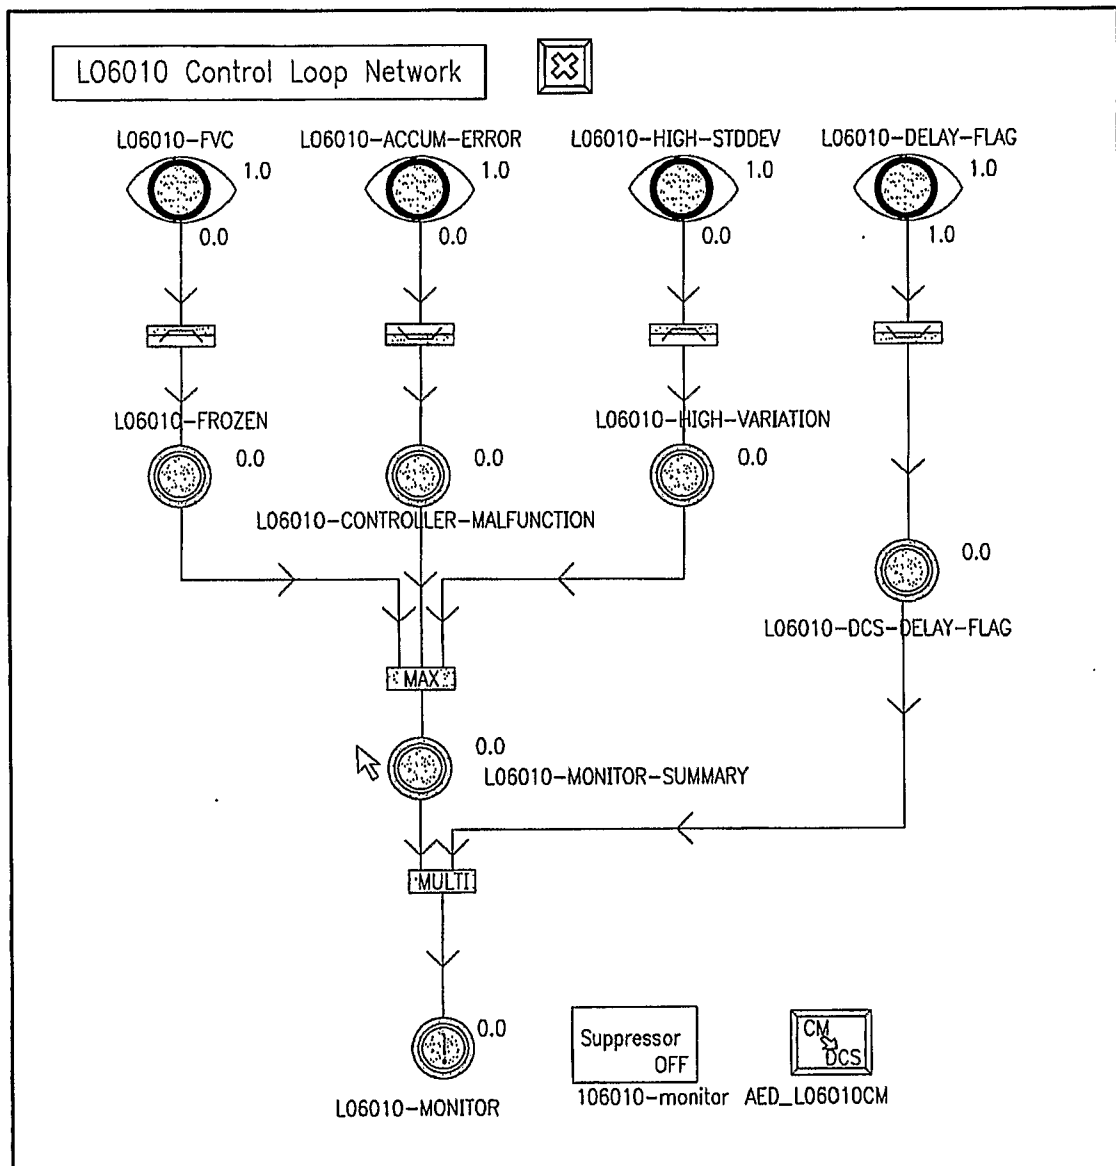 L06010 Control Loop Network
L06010-FVC
L06010-ACCUM-ERROR
L06010-HIGH-STDDEV
L06010-DELAY-FLAG
1.0
1.0
1.0
1.0
0.0
0.0
0.0
1.0
L06010-FROZEN
L06010-HIGH-VARIATION
0.0
0.0
0.0
L06010-CONTROLLER-MALFUNCTION
0.0
L06010-DCS-DELAY-FLAG
MAX
0.0
L06010-MONITOR-SUMMARY
MULTI
0.0
L06010-MONITOR
Suppressor
OFF
106010-monitor
CM
DCS
AED_L06010CM